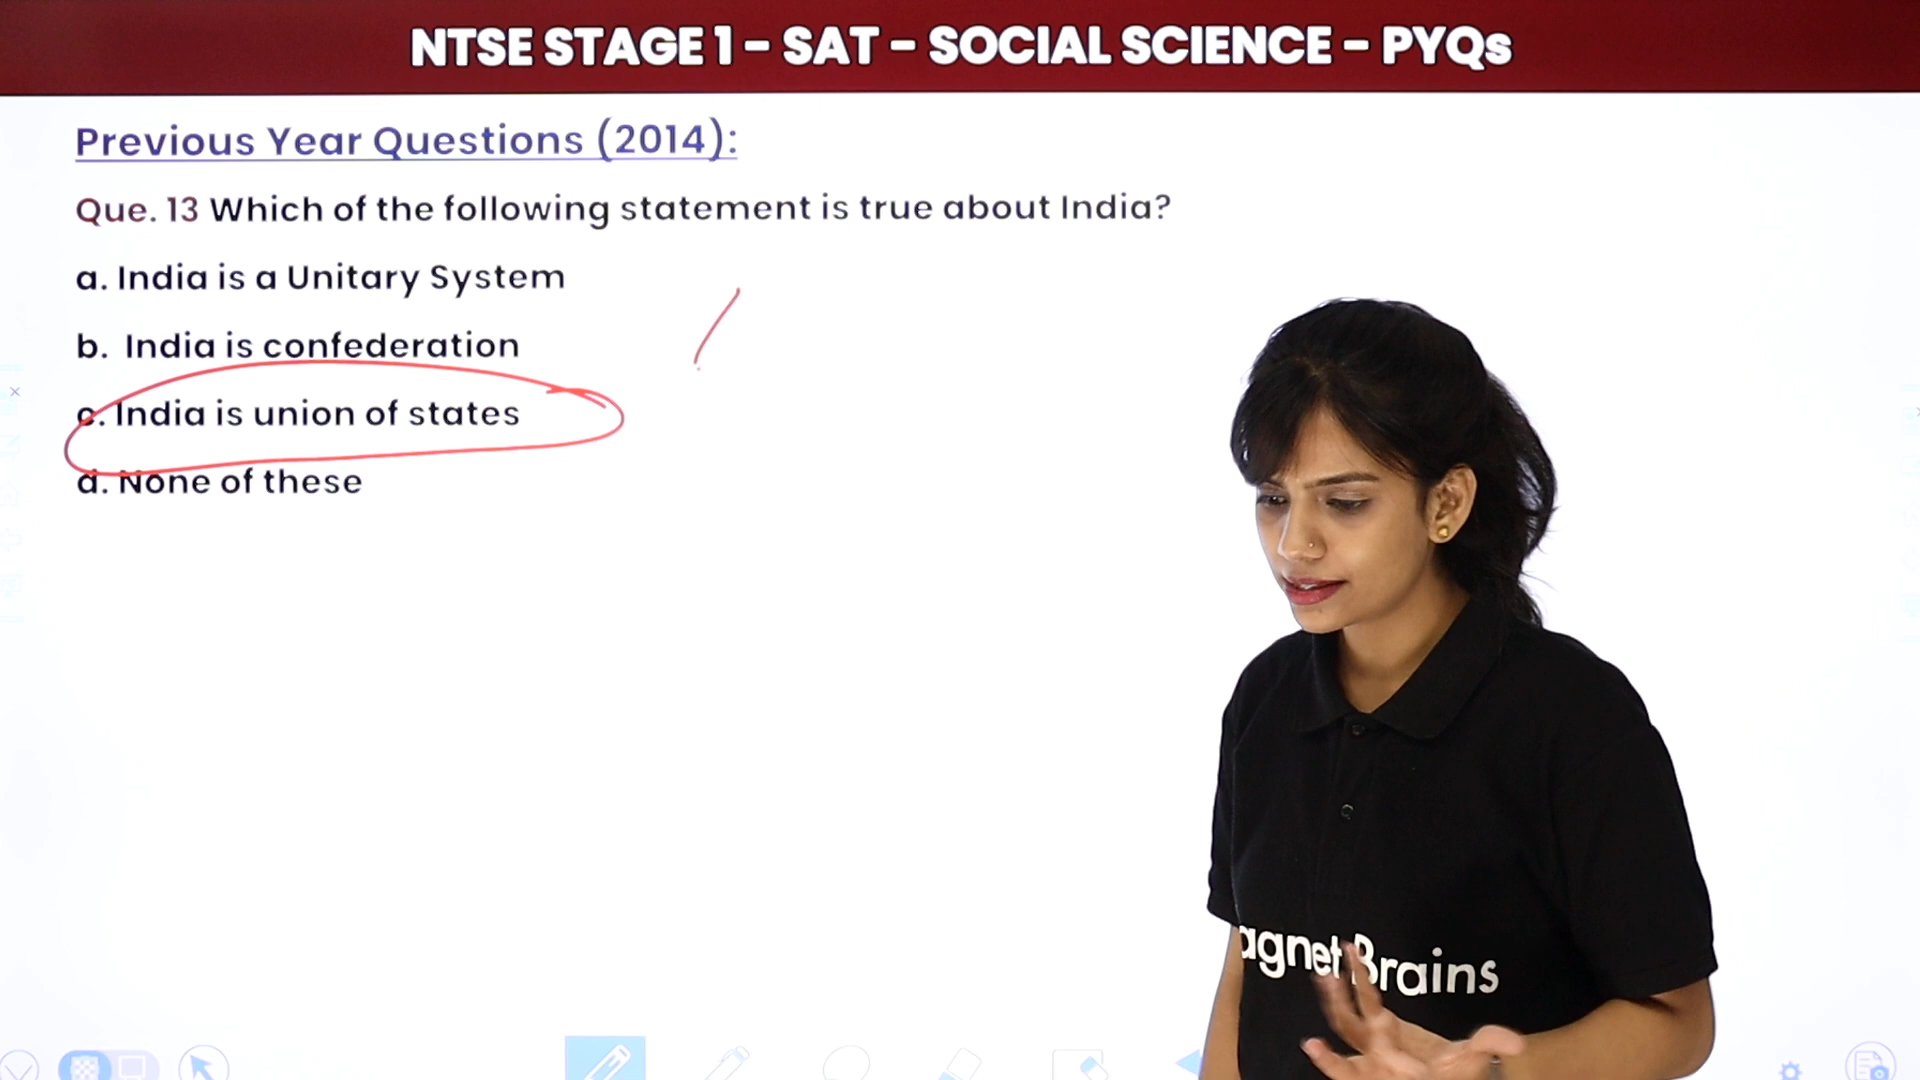 NTSE STAGE 1 - SAT - SOCIAL SCIENCE - PYQs
Previous Year Questions (2014):
Que. 13 Which of the following statement is true about India?
a. India is a Unitary System
b. India is confederation
c. India is union of states
d. None of these
agnet Brains